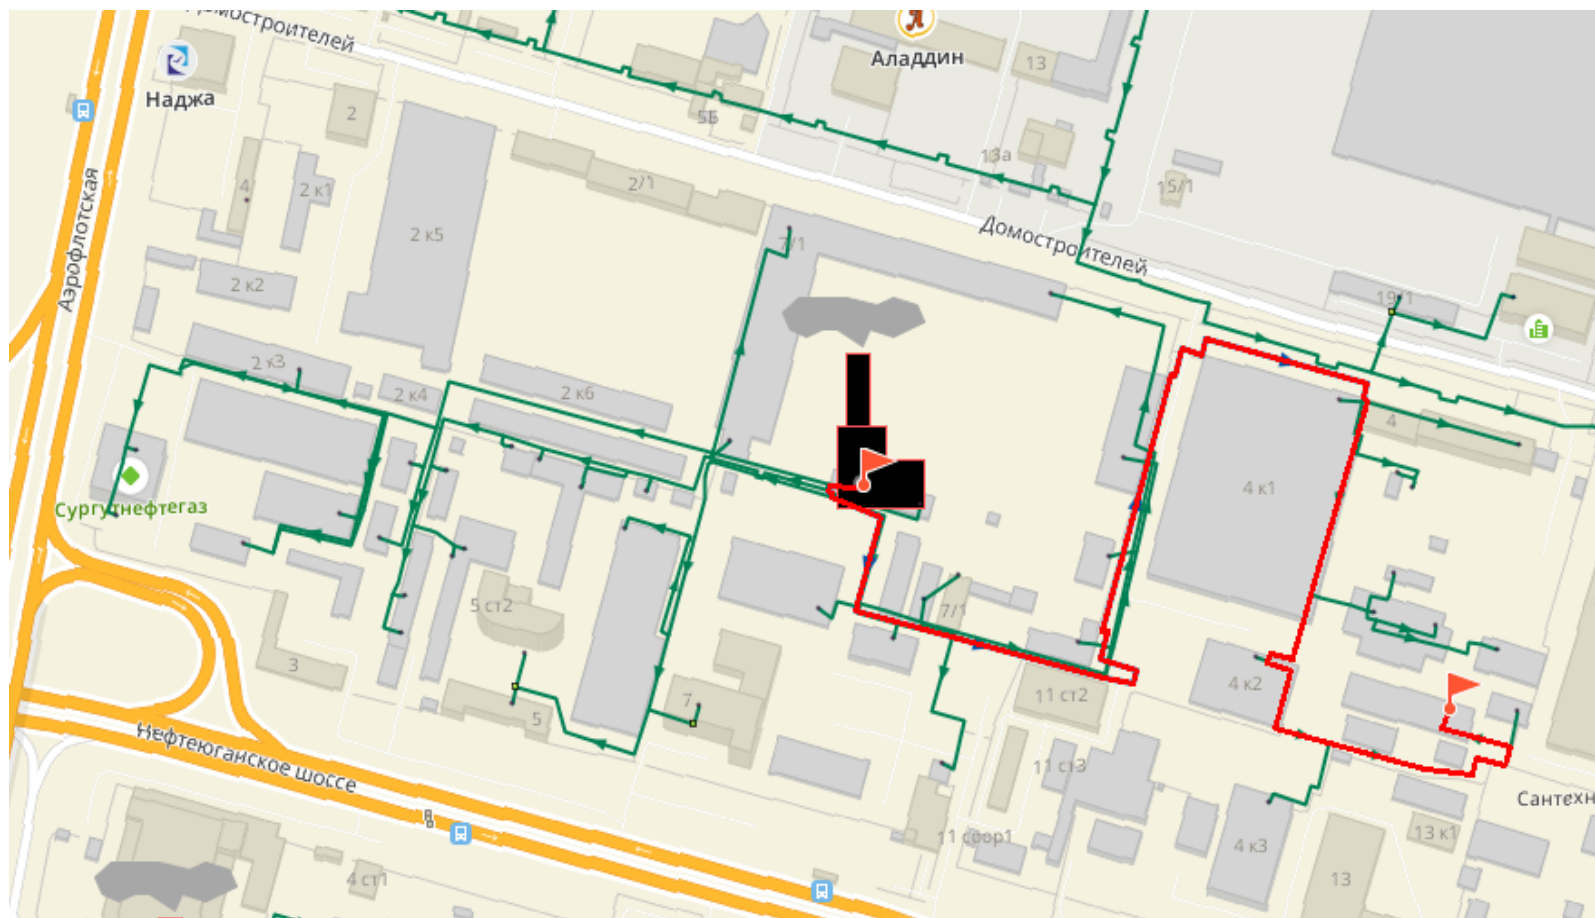 Домостроителей
Наджа
Аладдин
13
2
5Б
13а
15/1
4
2 к1
2/1
Аэрофлотская
2 к5
7/1
Домостроителей
2 к2
19/1
2 к3
2 к4
2 к6
4
4 к1
Сургутнефтегаз
5 ст2
7/1
3
4 к2
7
11 ст2
5
Нефтеюганское шоссе
11 ст3
Сантехн
11 соор1
13 к1
4 к3
4 ст1
13